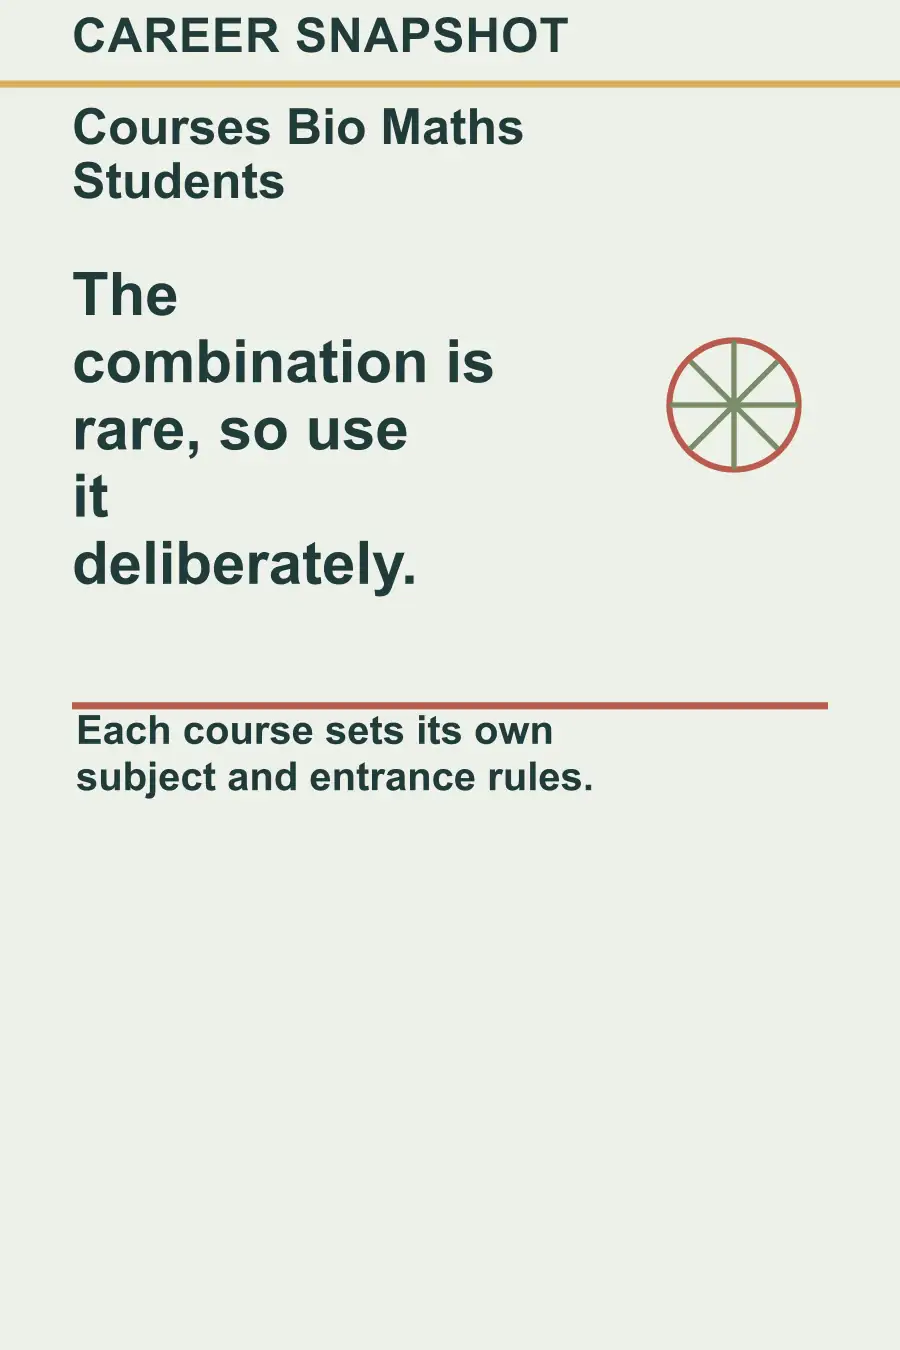 CAREER SNAPSHOT
Courses Bio Maths
Students
The
combination is
rare, so use
it
deliberately.
Each course sets its own
subject and entrance rules.